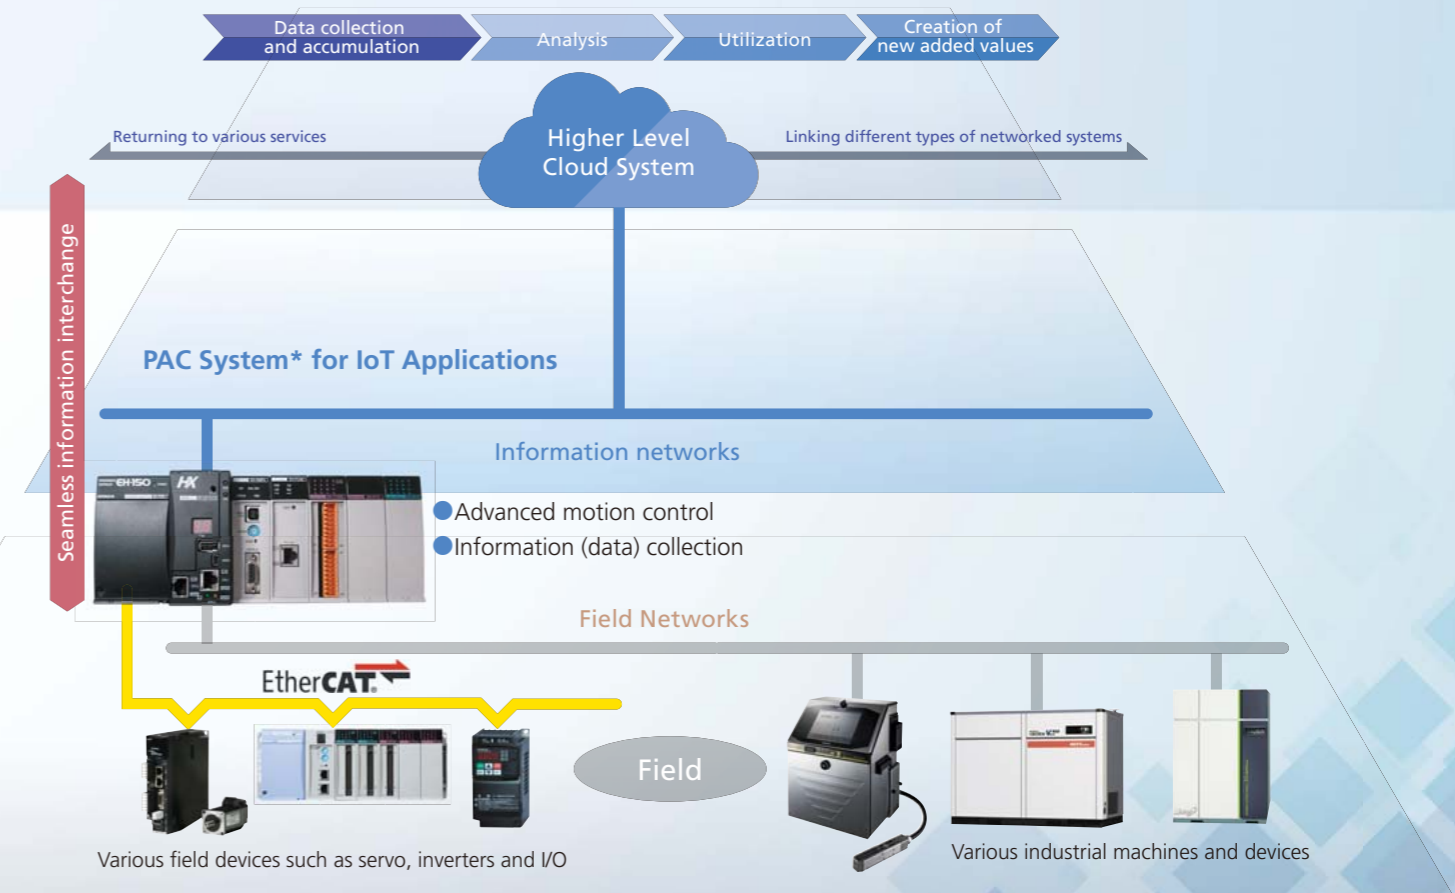 Data collection
and accumulation
Analysis
Utilization
Creation of
new added values
Returning to various services
Higher Level
Cloud System
Linking different types of networked systems
Seamless information interchange
PAC System* for IoT Applications
Information networks
EH-150
HX
Advanced motion control
Information (data) collection
Field Networks
EtherCAT®
Field
Various field devices such as servo, inverters and I/O
Various industrial machines and devices